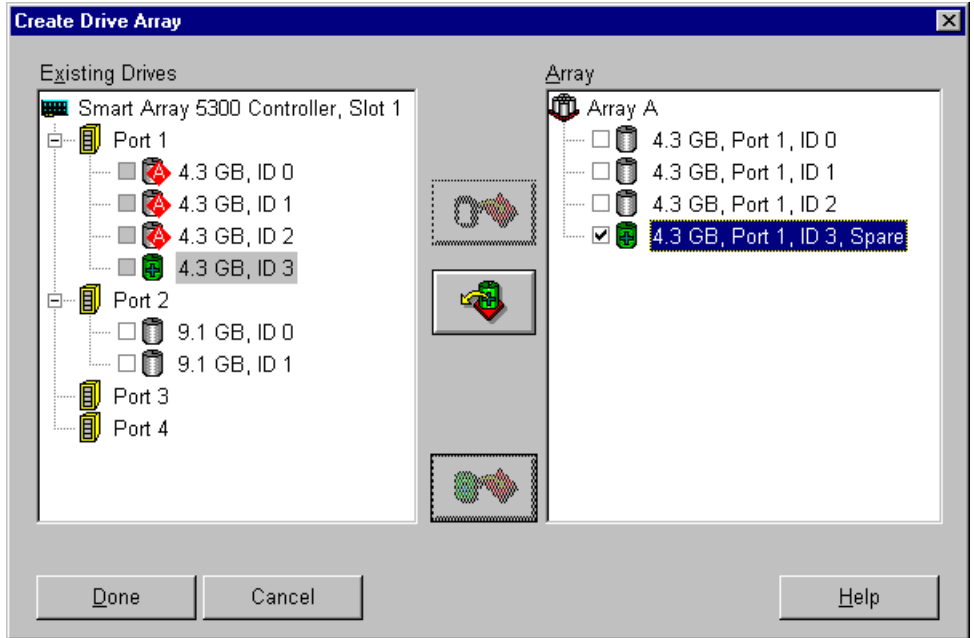 Create Drive Array
Existing Drives
Smart Array 5300 Controller, Slot 1
Port 1
A 4.3 GB, ID 0
A 4.3 GB, ID 1
A 4.3 GB, ID 2
4.3 GB, ID 3
Port 2
9.1 GB, ID 0
9.1 GB, ID 1
Port 3
Port 4
Array
Array A
4.3 GB, Port 1, ID 0
4.3 GB, Port 1, ID 1
4.3 GB, Port 1, ID 2
4.3 GB, Port 1, ID 3, Spare
Done
Cancel
Help